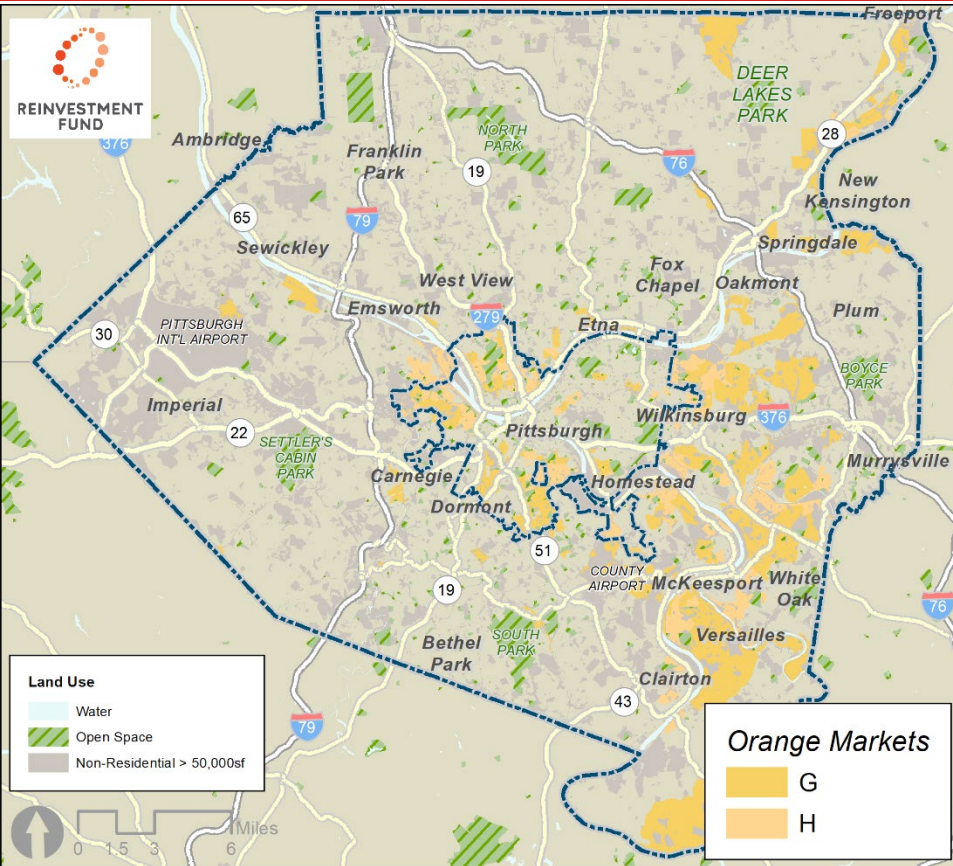 Freeport
REINVESTMENT
FUND
376
Ambridge
DEER
LAKES
PARK
NORTH
PARK
28
Franklin
Park
19
76
New
Kensington
65
79
Sewickley
Springdale
Fox
Chapel
Oakmont
West View
Emsworth
279
Etna
Plum
30
PITTSBURGH
INT'L AIRPORT
BOYCE
PARK
Imperial
Wilkinsburg
376
22
SETTLER'S
CABIN
PARK
Pittsburgh
Murrysville
Carnegie
Homestead
Dormont
51
COUNTY
AIRPORT
McKeesport
White
Oak
19
76
Bethel
Park
SOUTH
PARK
Versailles
Clairton
43
79
Land Use
Water
Open Space
Non-Residential > 50,000sf
Orange Markets
G
H
Miles
0 1.5 3 6